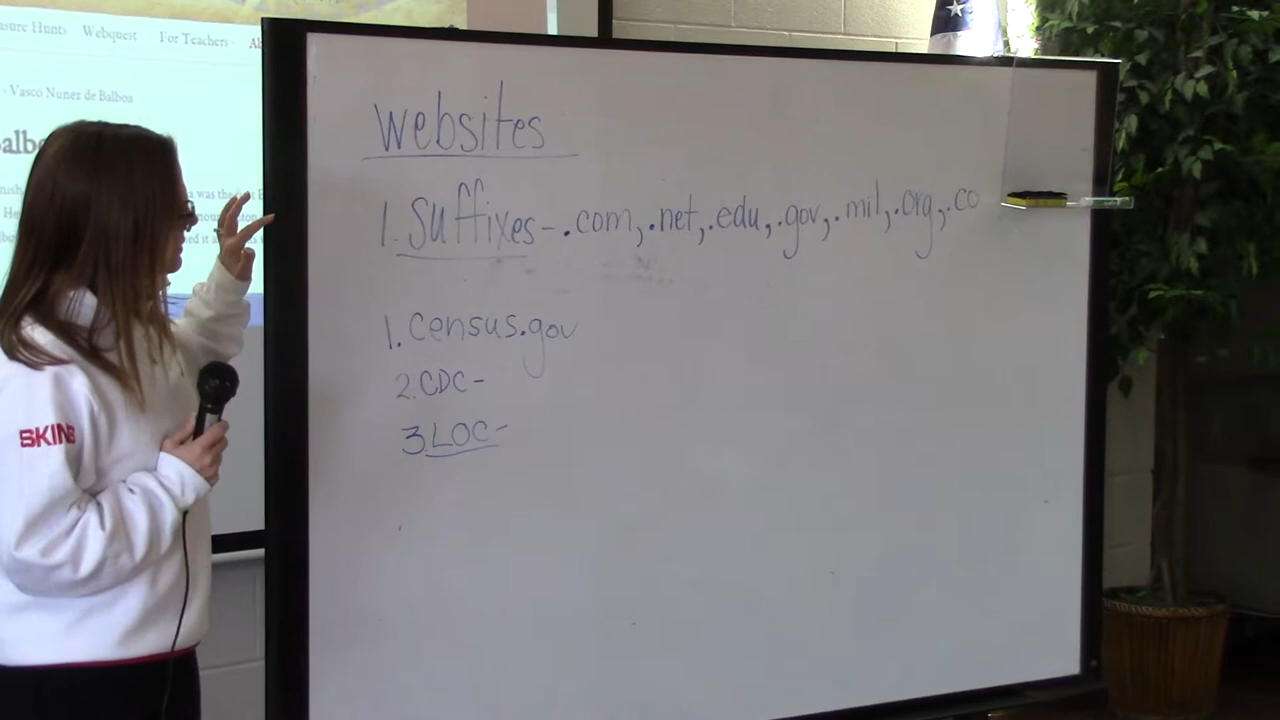 Webquest
For Teachers
Vasco Nunez de Balboa
SKINS
websites
1. Suffixes - .com, .net, .edu, .gov, .mil, .org, .co
1. Census.gov
2. CDC -
3. LOC -